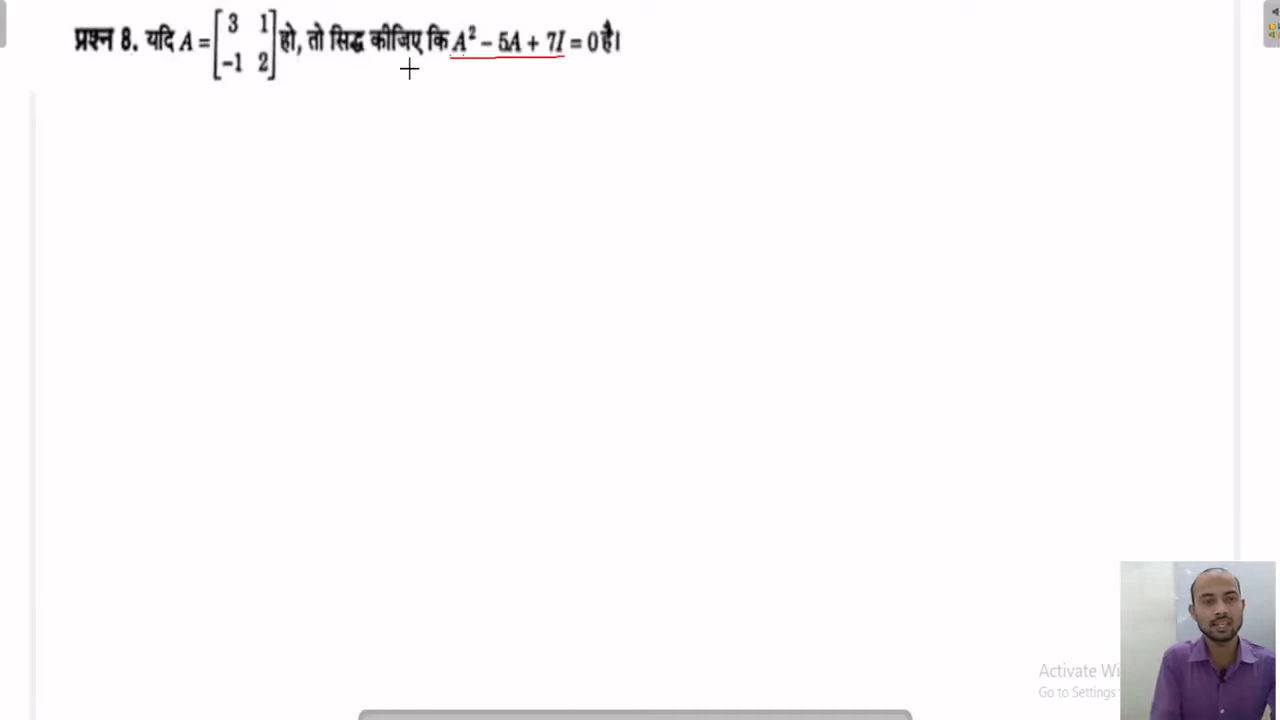 प्रश्न 8. यदि A = [3 1 -1 2] हो, तो सिद्ध कीजिए कि A² – 5A + 7I = 0 है।
Activate Wi
Go to Settings